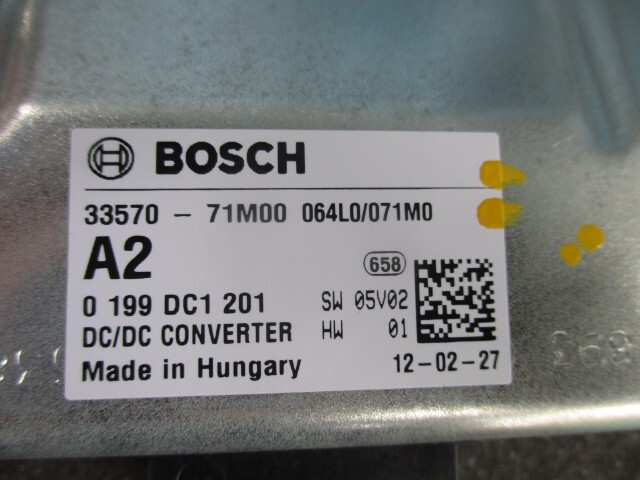 BOSCH
33570 - 71M00 064L0/071M0
A2
658
0 199 DC1 201 SW 05V02
DC/DC CONVERTER HW 01
Made in Hungary 12-02-27